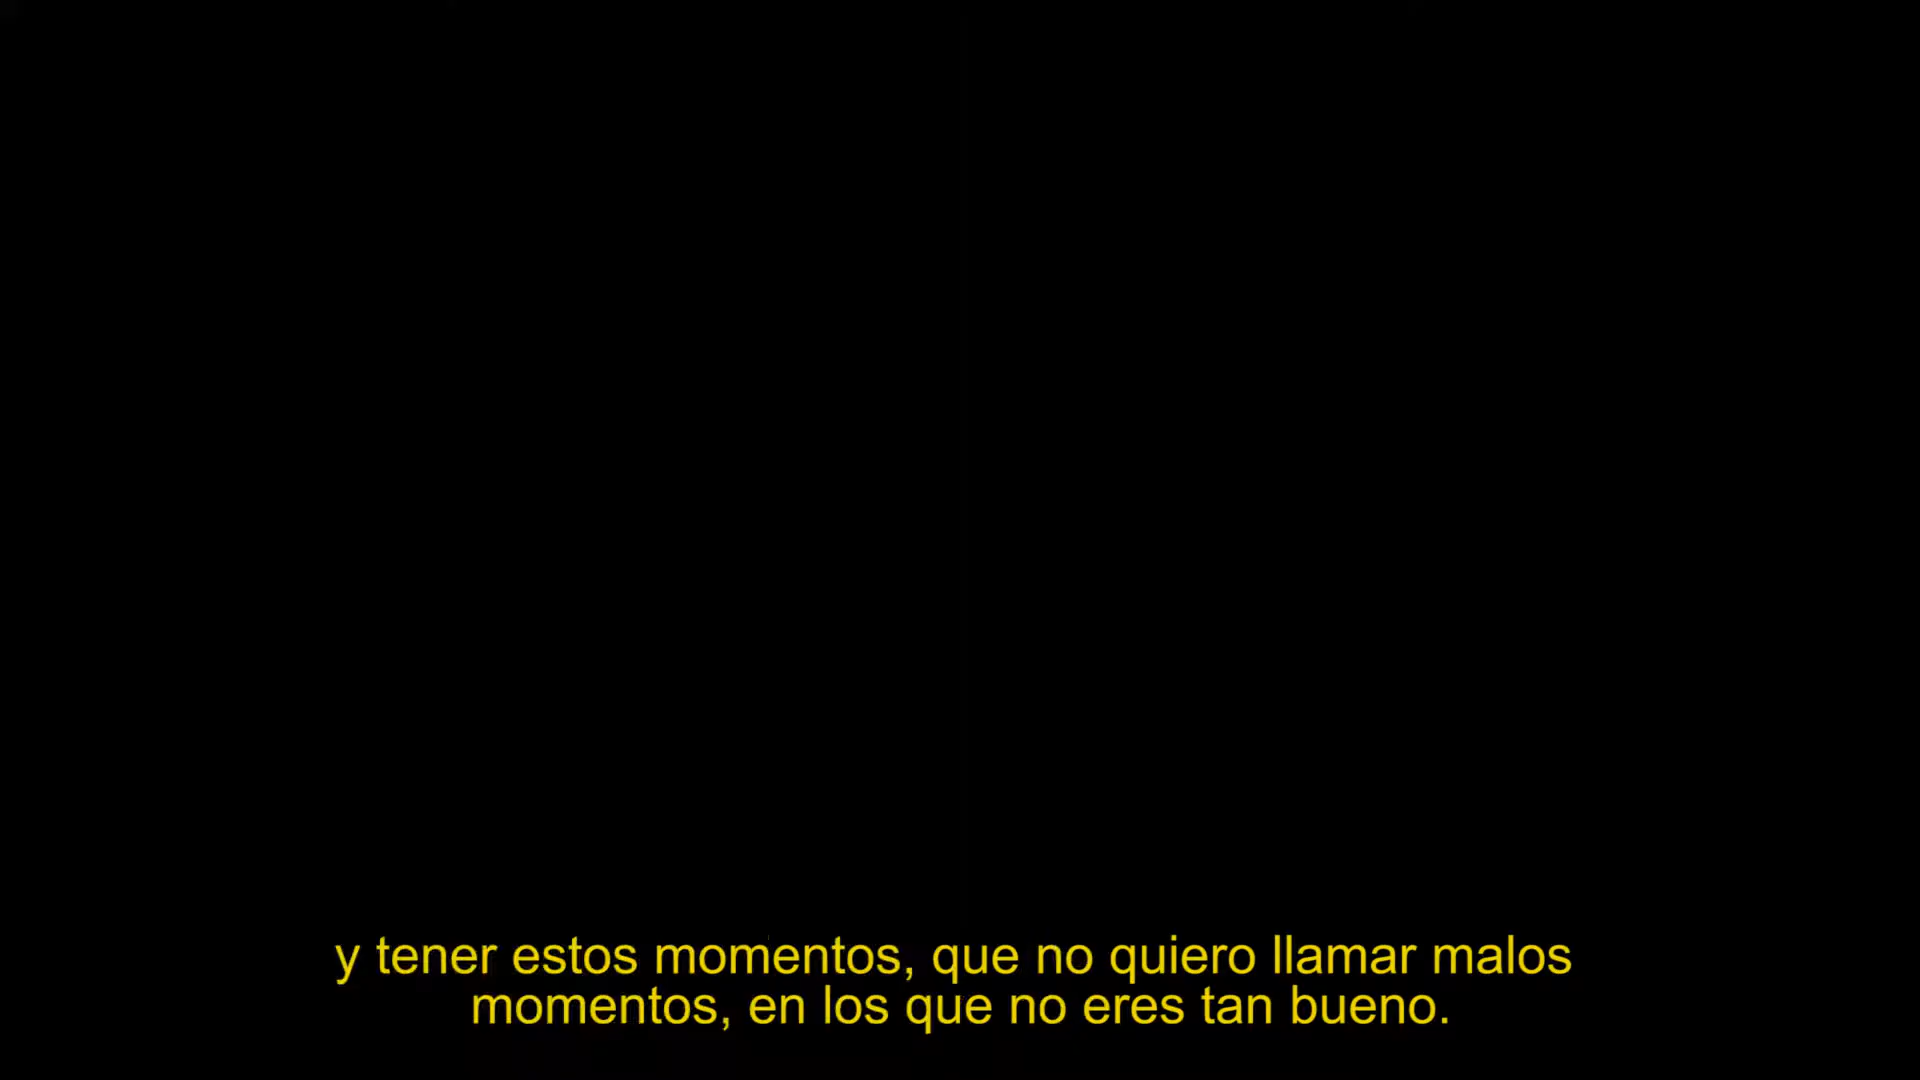 y tener estos momentos, que no quiero llamar malos
momentos, en los que no eres tan bueno.